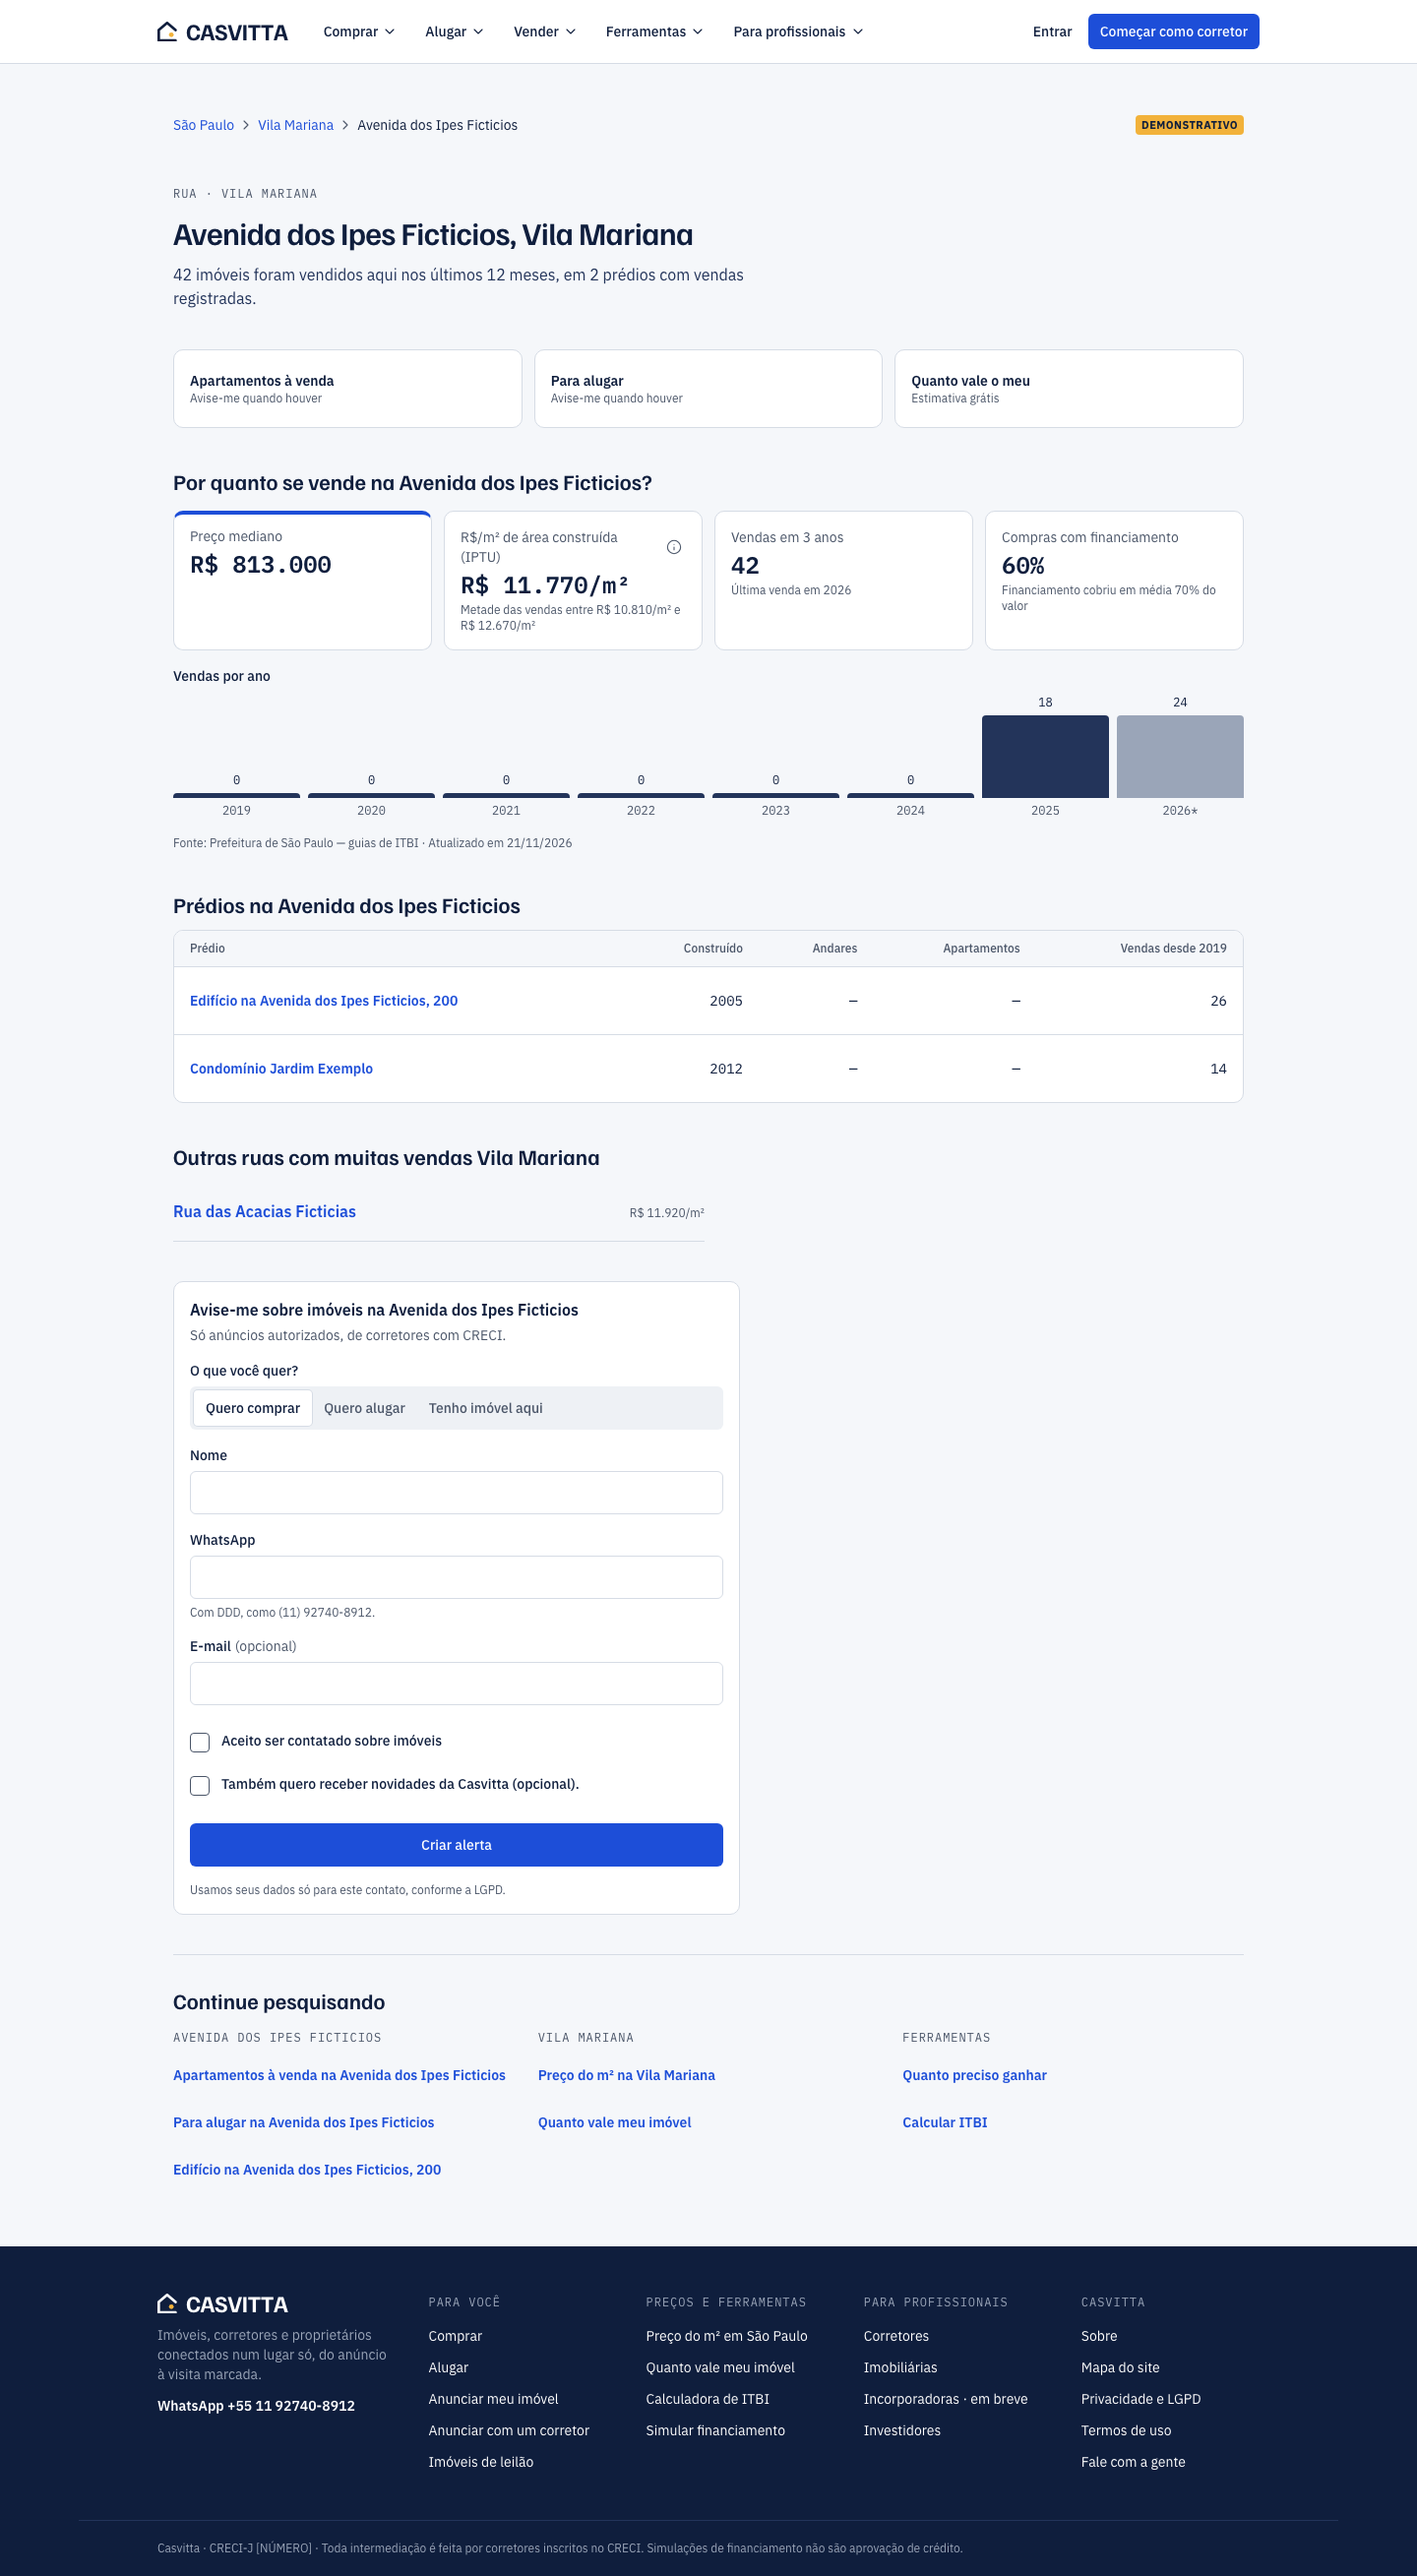 CASVITTA
Comprar
Alugar
Vender
Ferramentas
Para profissionais
Entrar
Começar como corretor
São Paulo > Vila Mariana > Avenida dos Ipes Ficticios
DEMONSTRATIVO
RUA · VILA MARIANA
Avenida dos Ipes Ficticios, Vila Mariana
42 imóveis foram vendidos aqui nos últimos 12 meses, em 2 prédios com vendas
registradas.
Apartamentos à venda
Avise-me quando houver
Para alugar
Avise-me quando houver
Quanto vale o meu
Estimativa grátis
Por quanto se vende na Avenida dos Ipes Ficticios?
Preço mediano
R$ 813.000
R$/m² de área construída
(IPTU)
R$ 11.770/m²
Metade das vendas entre R$ 10.810/m² e
R$ 12.670/m²
Vendas em 3 anos
42
Última venda em 2026
Compras com financiamento
60%
Financiamento cobriu em média 70% do
valor
Vendas por ano
0
0
0
0
0
0
18
24
2019
2020
2021
2022
2023
2024
2025
2026*
Fonte: Prefeitura de São Paulo — guias de ITBI · Atualizado em 21/11/2026
Prédios na Avenida dos Ipes Ficticios
Prédio Construído Andares Apartamentos Vendas desde 2019
Edifício na Avenida dos Ipes Ficticios, 200 2005 — — 26
Condomínio Jardim Exemplo 2012 — — 14
Outras ruas com muitas vendas Vila Mariana
Rua das Acacias Ficticias R$ 11.920/m²
Avise-me sobre imóveis na Avenida dos Ipes Ficticios
Só anúncios autorizados, de corretores com CRECI.
O que você quer?
Quero comprar
Quero alugar
Tenho imóvel aqui
Nome
WhatsApp
Com DDD, como (11) 92740-8912.
E-mail (opcional)
Aceito ser contatado sobre imóveis
Também quero receber novidades da Casvitta (opcional).
Criar alerta
Usamos seus dados só para este contato, conforme a LGPD.
Continue pesquisando
AVENIDA DOS IPES FICTICIOS
Apartamentos à venda na Avenida dos Ipes Ficticios
Para alugar na Avenida dos Ipes Ficticios
Edifício na Avenida dos Ipes Ficticios, 200
VILA MARIANA
Preço do m² na Vila Mariana
Quanto vale meu imóvel
FERRAMENTAS
Quanto preciso ganhar
Calcular ITBI
CASVITTA
Imóveis, corretores e proprietários
conectados num lugar só, do anúncio
à visita marcada.
WhatsApp +55 11 92740-8912
PARA VOCÊ
Comprar
Alugar
Anunciar meu imóvel
Anunciar com um corretor
Imóveis de leilão
PREÇOS E FERRAMENTAS
Preço do m² em São Paulo
Quanto vale meu imóvel
Calculadora de ITBI
Simular financiamento
PARA PROFISSIONAIS
Corretores
Imobiliárias
Incorporadoras · em breve
Investidores
CASVITTA
Sobre
Mapa do site
Privacidade e LGPD
Termos de uso
Fale com a gente
Casvitta · CRECI-J [NÚMERO] · Toda intermediação é feita por corretores inscritos no CRECI. Simulações de financiamento não são aprovação de crédito.